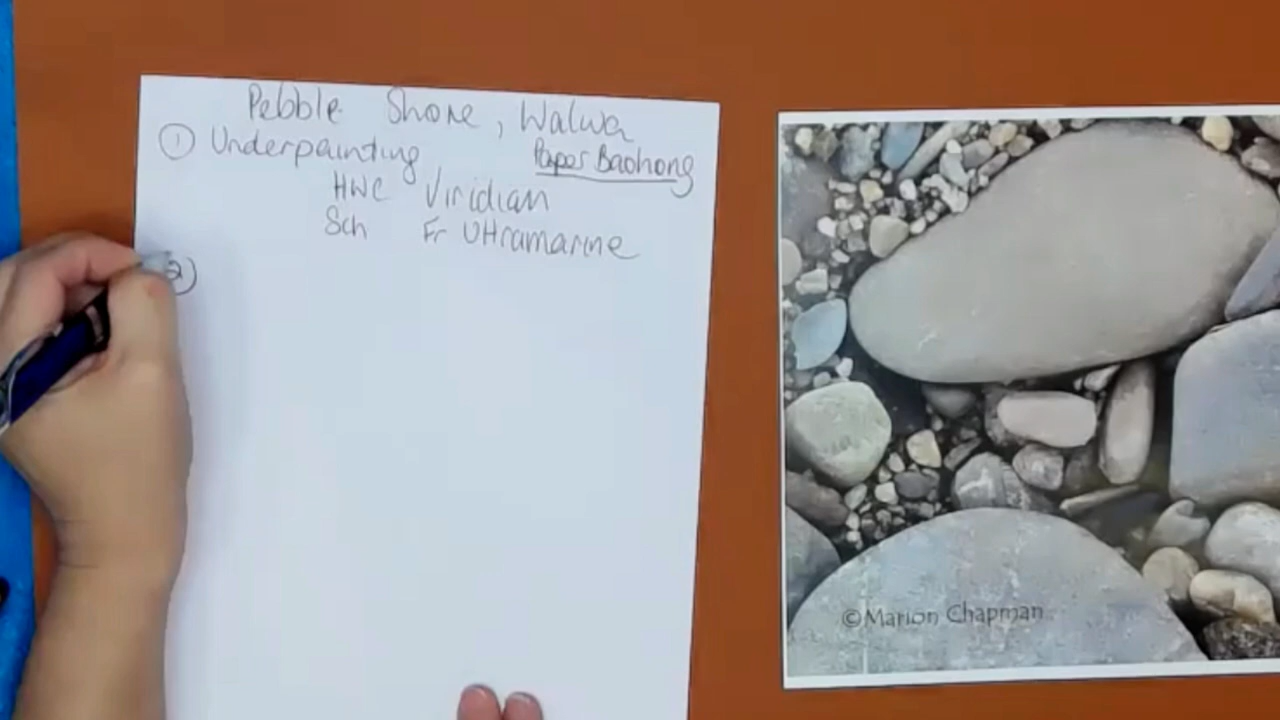 Pebble Shore, Walwa
① Underpainting
Paper Baohong
HWC Viridian
Sch Fr Ultramarine
2)
©Marion Chapman